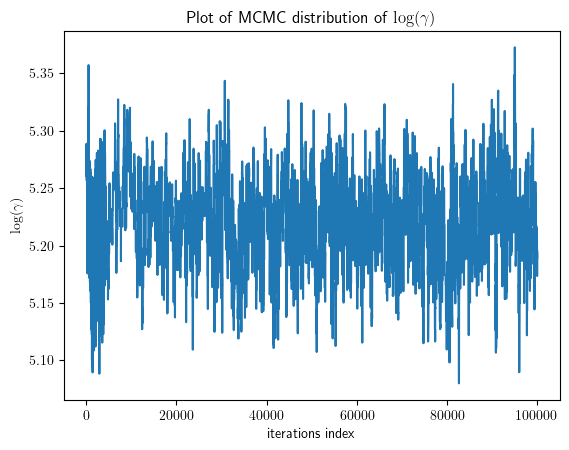 Plot of MCMC distribution of log(γ)
5.35
5.30
5.25
5.20
5.15
5.10
log(γ)
0 20000 40000 60000 80000 100000
iterations index